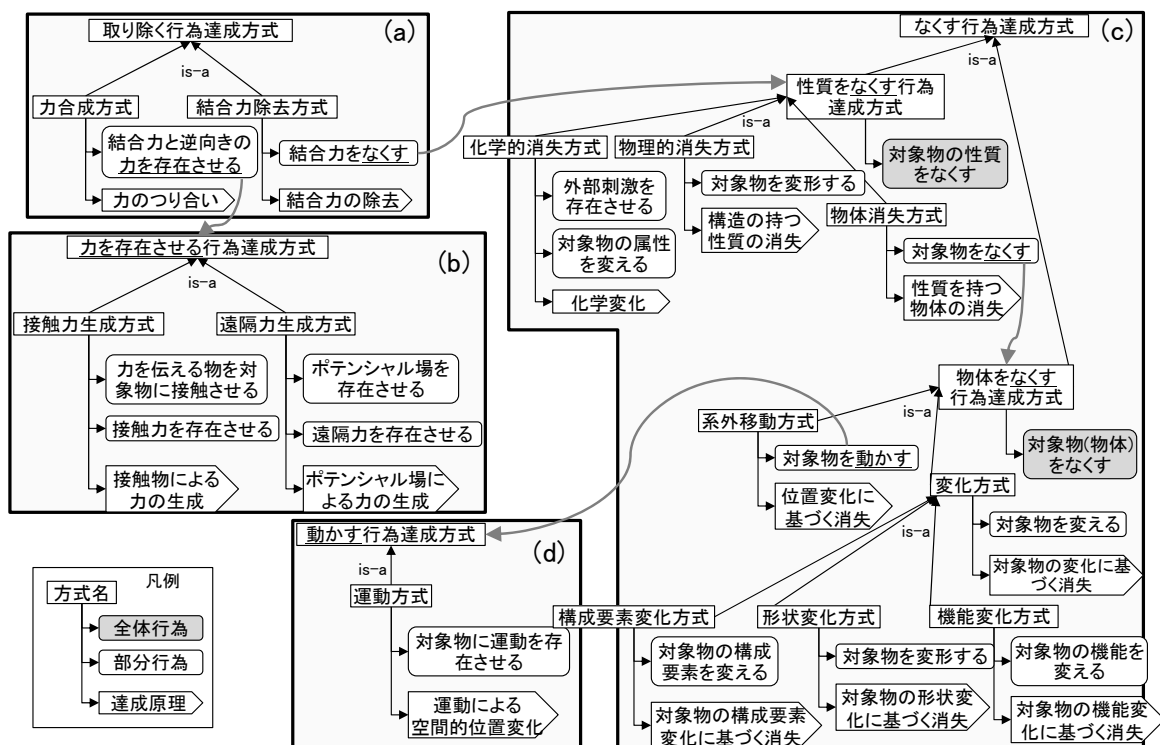 取り除く行為達成方式
(a)
is-a
力合成方式
結合力除去方式
結合力と逆向きの
力を存在させる
結合力をなくす
力のつり合い
結合力の除去
力を存在させる行為達成方式
(b)
is-a
接触力生成方式
遠隔力生成方式
力を伝える物を対
象物に接触させる
ポテンシャル場を
存在させる
接触力を存在させる
遠隔力を存在させる
接触物による
力の生成
ポテンシャル場に
よる力の生成
なくす行為達成方式
(c)
is-a
性質をなくす行為
達成方式
is-a
化学的消失方式
物理的消失方式
対象物の性質
をなくす
外部刺激を
存在させる
対象物を変形する
対象物の属性
を変える
構造の持つ
性質の消失
化学変化
物体消失方式
対象物をなくす
性質を持つ
物体の消失
物体をなくす
行為達成方式
is-a
系外移動方式
対象物を動かす
対象物(物体)
をなくす
位置変化に
基づく消失
変化方式
対象物を変える
is-a
対象物の変化に基
づく消失
構成要素変化方式
形状変化方式
機能変化方式
対象物の構成
要素を変える
対象物を変形する
対象物の機能
を変える
対象物の構成要素
変化に基づく消失
対象物の形状変
化に基づく消失
対象物の機能変
化に基づく消失
動かす行為達成方式
(d)
is-a
運動方式
対象物に運動を存
在させる
運動による
空間的位置変化
凡例
方式名
全体行為
部分行為
達成原理